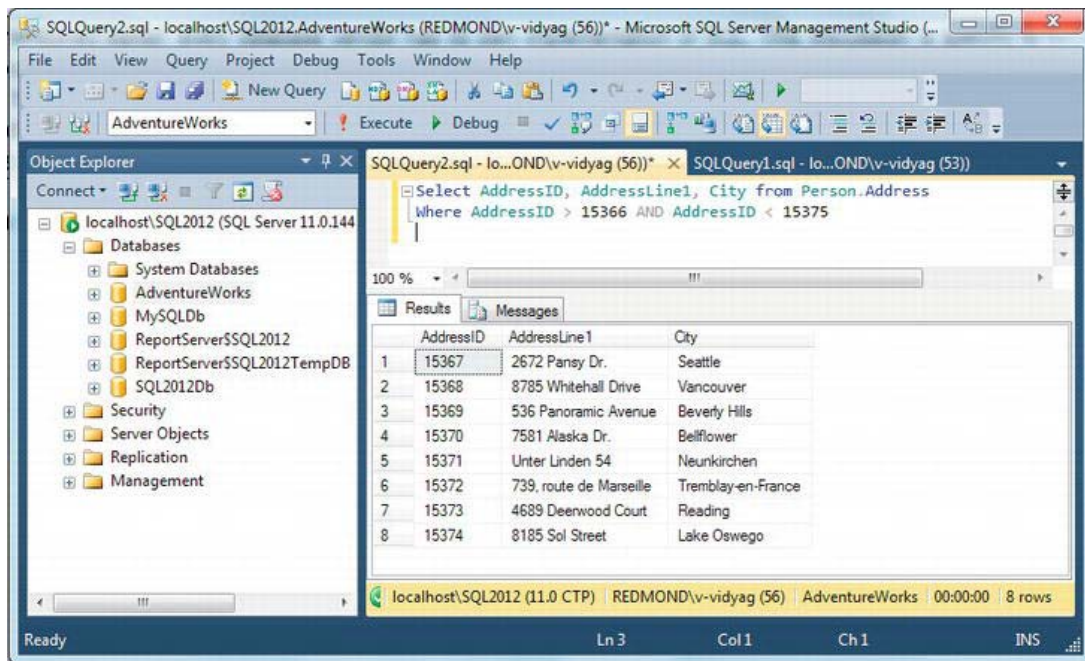 SQLQuery2.sql - localhost\SQL2012.AdventureWorks (REDMOND\v-vidyag (56))* - Microsoft SQL Server Management Studio (...
File Edit View Query Project Debug Tools Window Help
New Query
AdventureWorks Execute Debug
Object Explorer
Connect
localhost\SQL2012 (SQL Server 11.0.144
Databases
System Databases
AdventureWorks
MySQLDb
ReportServer$SQL2012
ReportServer$SQL2012TempDB
SQL2012Db
Security
Server Objects
Replication
Management
SQLQuery2.sql - lo...OND\v-vidyag (56))* SQLQuery1.sql - lo...OND\v-vidyag (53))
Select AddressID, AddressLine1, City from Person.Address
Where AddressID > 15366 AND AddressID < 15375
100 %
Results Messages
AddressID AddressLine1 City
1 15367 2672 Pansy Dr. Seattle
2 15368 8785 Whitehall Drive Vancouver
3 15369 536 Panoramic Avenue Beverly Hills
4 15370 7581 Alaska Dr. Bellflower
5 15371 Unter Linden 54 Neunkirchen
6 15372 739, route de Marseille Tremblay-en-France
7 15373 4689 Deerwood Court Reading
8 15374 8185 Sol Street Lake Oswego
localhost\SQL2012 (11.0 CTP) REDMOND\v-vidyag (56) AdventureWorks 00:00:00 8 rows
Ready Ln 3 Col 1 Ch 1 INS